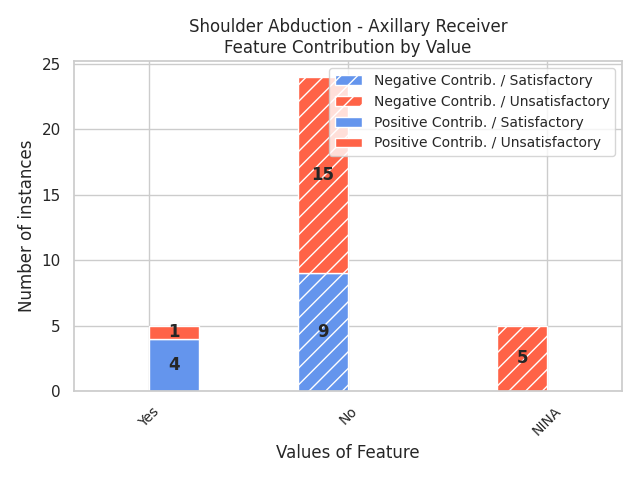 Shoulder Abduction - Axillary Receiver
Feature Contribution by Value
Negative Contrib. / Satisfactory
Negative Contrib. / Unsatisfactory
Positive Contrib. / Satisfactory
Positive Contrib. / Unsatisfactory
Number of instances
25
20
15
10
5
0
15
9
1
4
5
Yes
No
NINA
Values of Feature